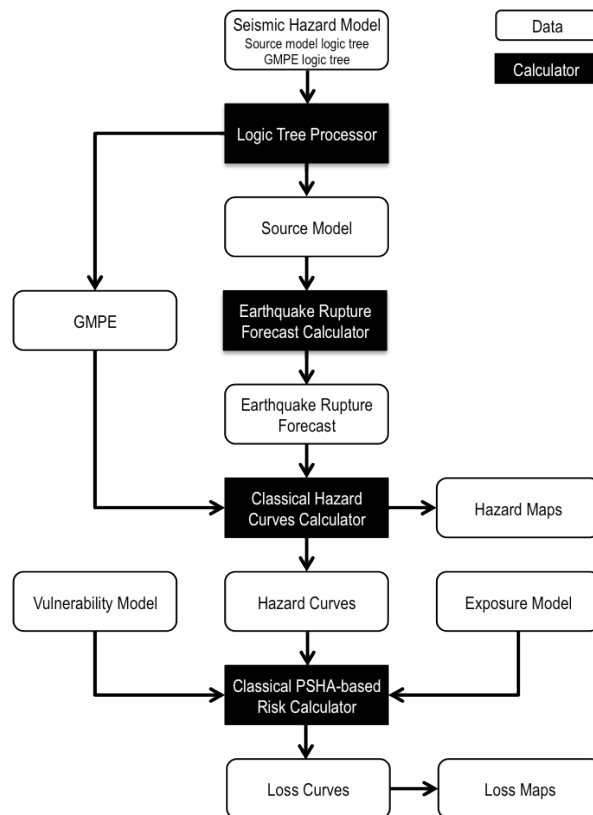 Seismic Hazard Model
Source model logic tree
GMPE logic tree
Data
Calculator
Logic Tree Processor
Source Model
GMPE
Earthquake Rupture
Forecast Calculator
Earthquake Rupture
Forecast
Classical Hazard
Curves Calculator
Hazard Maps
Vulnerability Model
Hazard Curves
Exposure Model
Classical PSHA-based
Risk Calculator
Loss Curves
Loss Maps